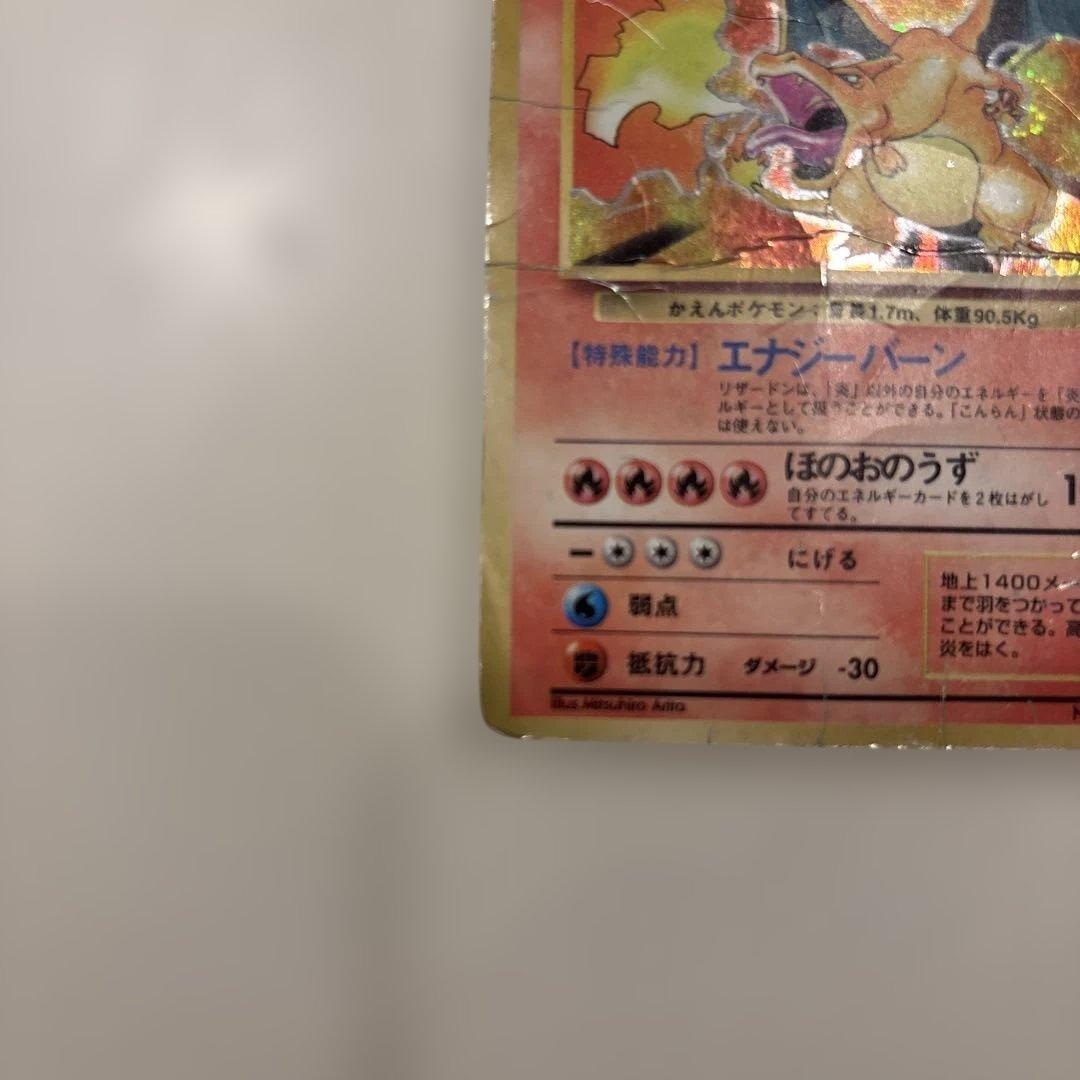 かえんポケモン:身長1.7m、体重90.5Kg
【特殊能力】エナジーバーン
リザードンは、「炎」以外の自分のエネルギーを「炎
ルギーとして扱うことができる。「こんらん」状態の
は使えない。
ほのおのうず
自分のエネルギーカードを2枚はがし
てすてる。
1
にげる
弱点
抵抗力 ダメージ -30
地上1400メー
まで羽をつかって
ことができる。高
炎をはく。
Illus. Mitsuhiro Arita